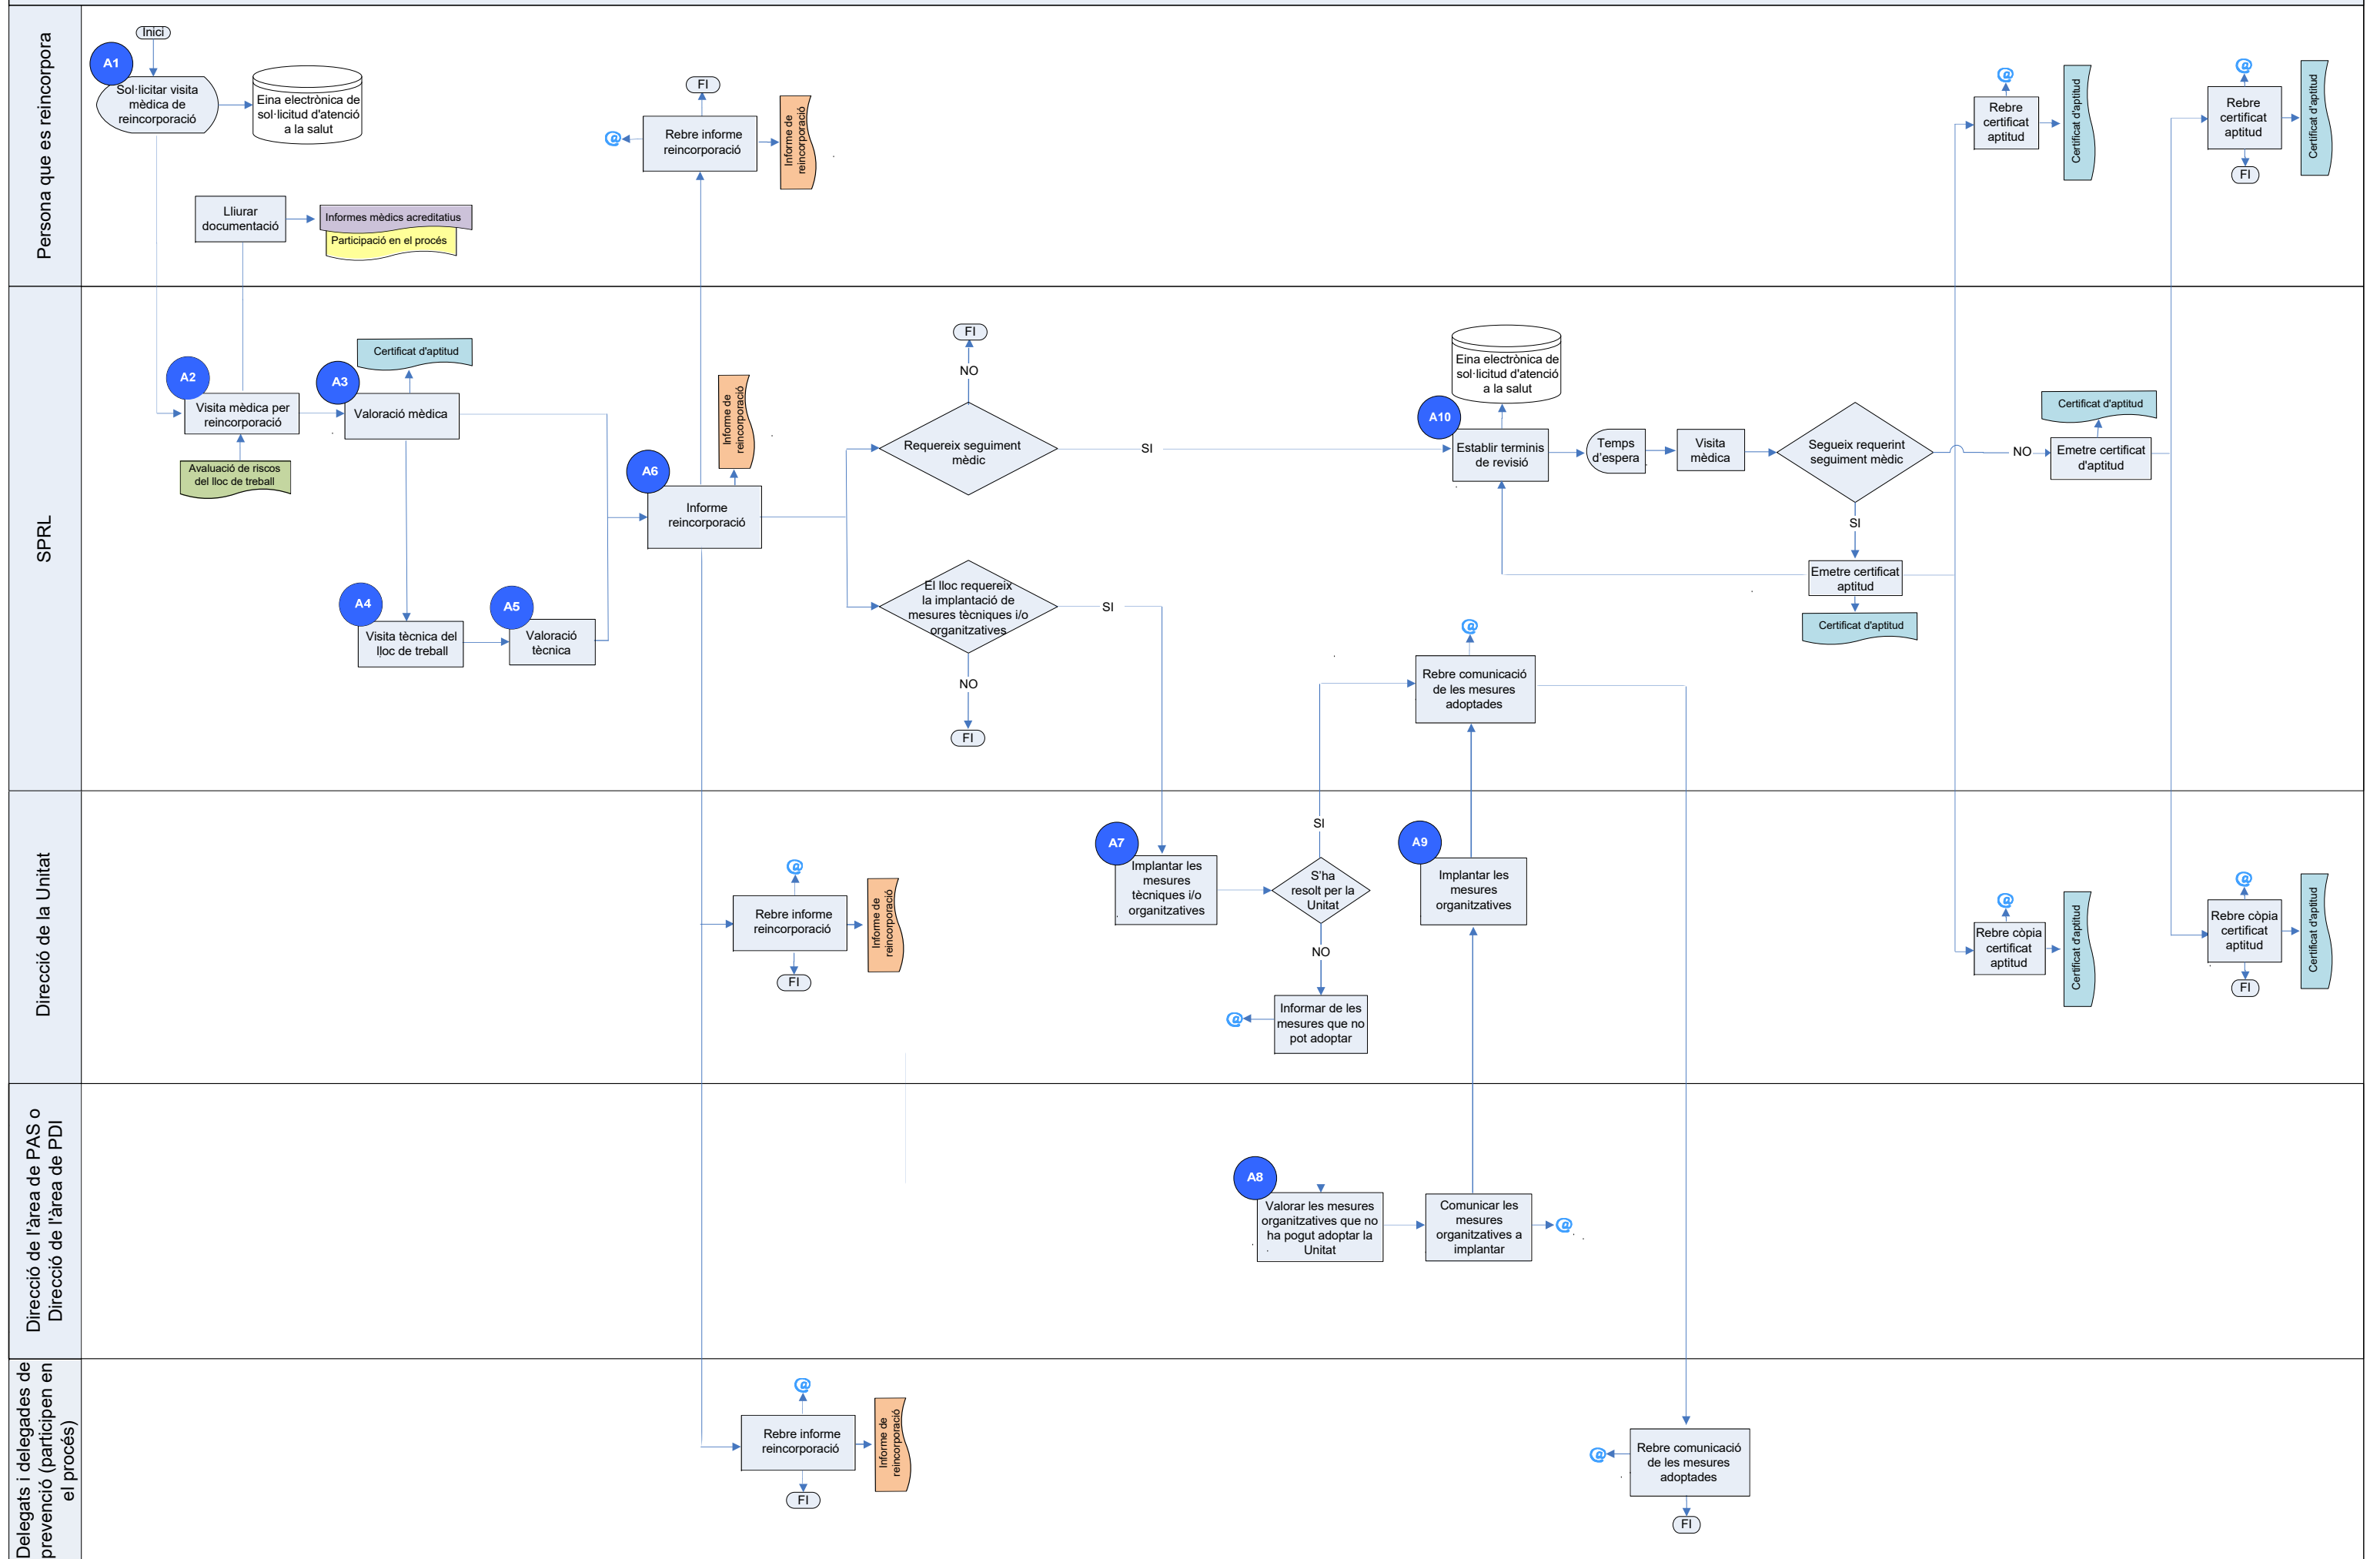 Persona que es reincorpora
Inici
A1
Sol·licitar visita
mèdica de
reincorporació
Eina electrònica de
sol·licitud d'atenció
a la salut
Lliurar
documentació
Informes mèdics acreditatius
Participació en el procés
FI
@
Rebre informe
reincorporació
Informe de
reincorporació
@
Rebre
certificat
aptitud
Certificat d'aptitud
@
Rebre
certificat
aptitud
Certificat d'aptitud
FI
SPRL
A2
Visita mèdica per
reincorporació
Avaluació de riscos
del lloc de treball
A3
Certificat d'aptitud
Valoració mèdica
A4
Visita tècnica del
lloc de treball
A5
Valoració
tècnica
A6
Informe
reincorporació
Informe de
reincorporació
FI
NO
Requereix seguiment
mèdic
SI
El lloc requereix
la implantació de
mesures tècniques i/o
organitzatives
SI
NO
FI
Eina electrònica de
sol·licitud d'atenció
a la salut
A10
Establir terminis
de revisió
Temps
d'espera
Visita
mèdica
Segueix requerint
seguiment mèdic
NO
Certificat d'aptitud
Emetre certificat
d'aptitud
SI
Emetre certificat
aptitud
Certificat d'aptitud
@
Rebre comunicació
de les mesures
adoptades
Direcció de la Unitat
@
Rebre informe
reincorporació
Informe de
reincorporació
FI
A7
Implantar les
mesures
tècniques i/o
organitzatives
SI
S'ha
resolt per la
Unitat
NO
@
Informar de les
mesures que no
pot adoptar
A9
Implantar les
mesures
organitzatives
@
Rebre còpia
certificat
aptitud
Certificat d'aptitud
@
Rebre còpia
certificat
aptitud
Certificat d'aptitud
FI
Direcció de l'àrea de PAS o
Direcció de l'àrea de PDI
A8
Valorar les mesures
organitzatives que no
ha pogut adoptar la
Unitat
Comunicar les
mesures
organitzatives a
implantar
@
Delegats i delegades de
prevenció (participen en
el procés)
@
Rebre informe
reincorporació
Informe de
reincorporació
FI
@
Rebre comunicació
de les mesures
adoptades
FI